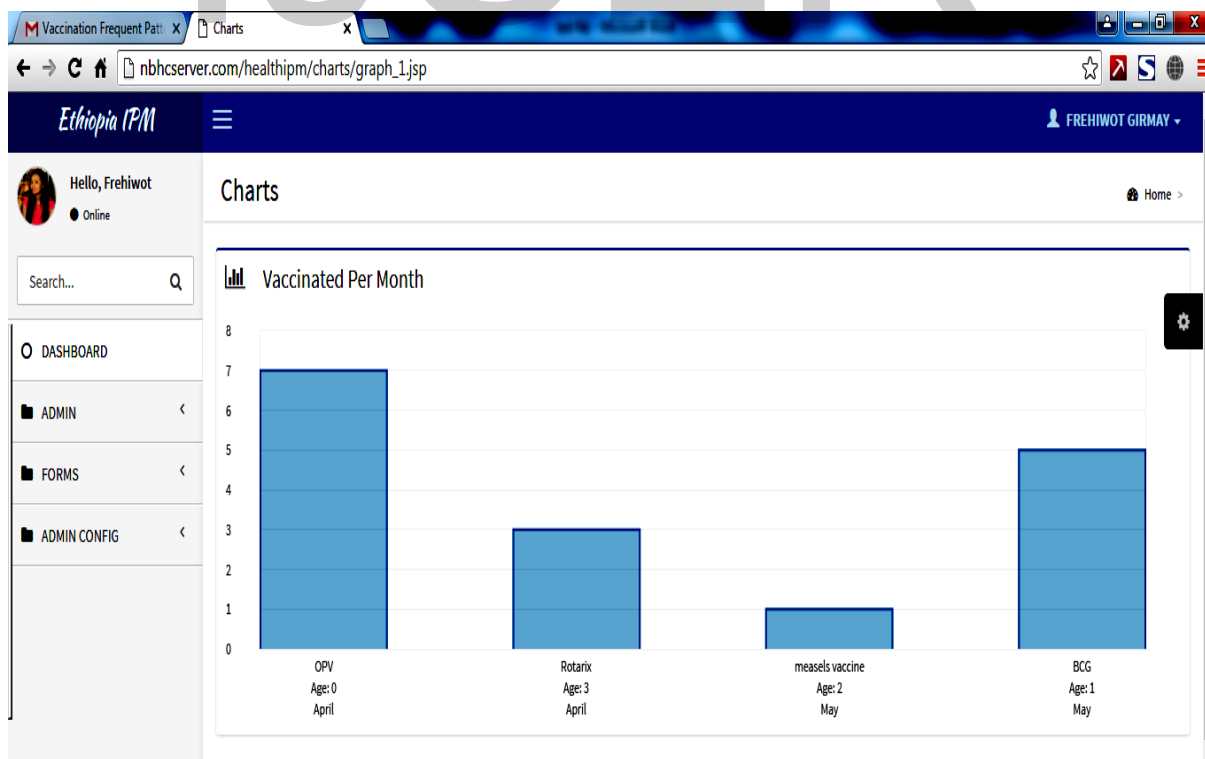 Vaccination Frequent Patt
Charts
nbhcserver.com/healthipm/charts/graph_1.jsp
Ethiopia IPM
FREHIWOT GIRMAY
Hello, Frehiwot
Online
Charts
Home >
Search...
Vaccinated Per Month
DASHBOARD
ADMIN
FORMS
ADMIN CONFIG
8
7
6
5
4
3
2
1
0
OPV
Age: 0
April
Rotarix
Age: 3
April
measels vaccine
Age: 2
May
BCG
Age: 1
May